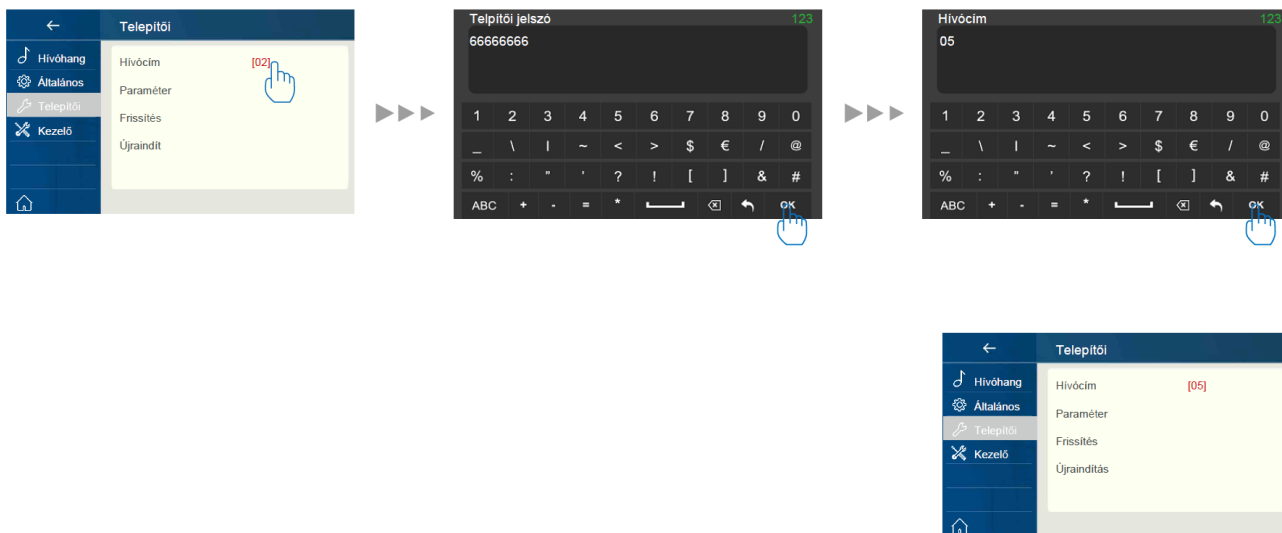 Telepítői
Hívóhang
Általános
Telepítői
Kezelő
Hívócím [02]
Paraméter
Frissítés
Újraindít
Telpítői jelszó 123
66666666
1 2 3 4 5 6 7 8 9 0
_ \ | ~ < > $ € / @
% : " ' ? ! [ ] & #
ABC + - = * OK
Hívócím 123
05
1 2 3 4 5 6 7 8 9 0
_ \ | ~ < > $ € / @
% : " ' ? ! [ ] & #
ABC + - = * OK
Telepítői
Hívóhang
Általános
Telepítői
Kezelő
Hívócím [05]
Paraméter
Frissítés
Újraindítás